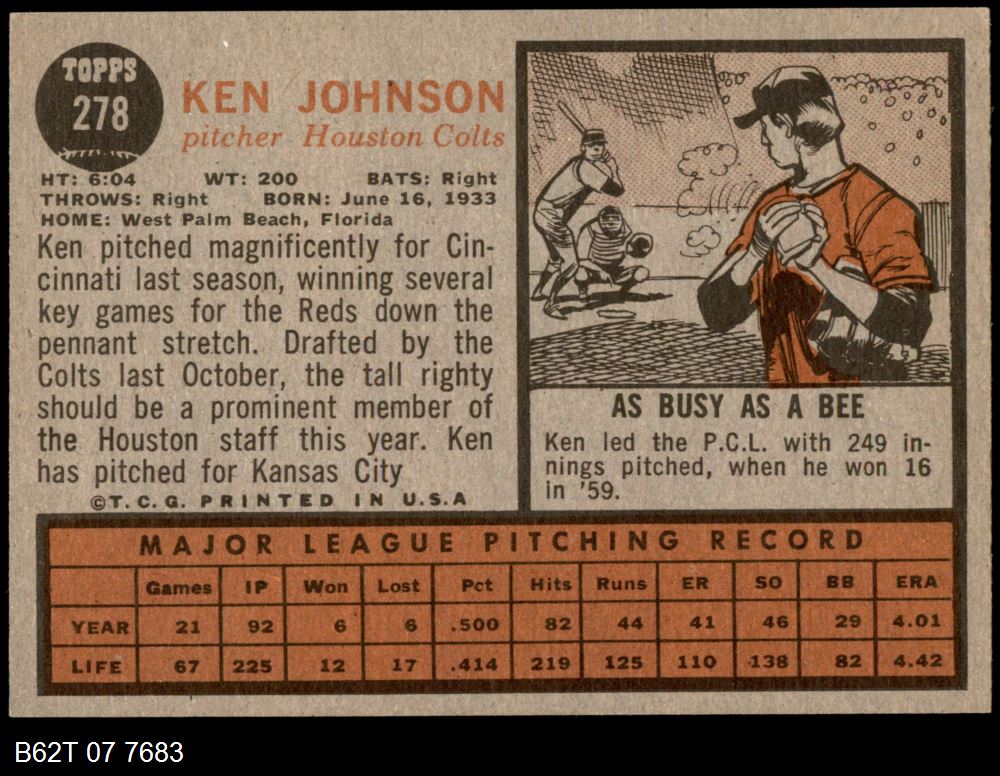 TOPPS
278
KEN JOHNSON
pitcher Houston Colts
HT: 6:04 WT: 200 BATS: Right
THROWS: Right BORN: June 16, 1933
HOME: West Palm Beach, Florida
Ken pitched magnificently for Cin-
cinnati last season, winning several
key games for the Reds down the
pennant stretch. Drafted by the
Colts last October, the tall righty
should be a prominent member of
the Houston staff this year. Ken
has pitched for Kansas City
©T. C. G. PRINTED IN U.S.A
AS BUSY AS A BEE
Ken led the P.C.L. with 249 in-
nings pitched, when he won 16
in '59.
MAJOR LEAGUE PITCHING RECORD
Games IP Won Lost Pct Hits Runs ER SO BB ERA
YEAR 21 92 6 6 .500 82 44 41 46 29 4.01
LIFE 67 225 12 17 .414 219 125 110 138 82 4.42
B62T 07 7683